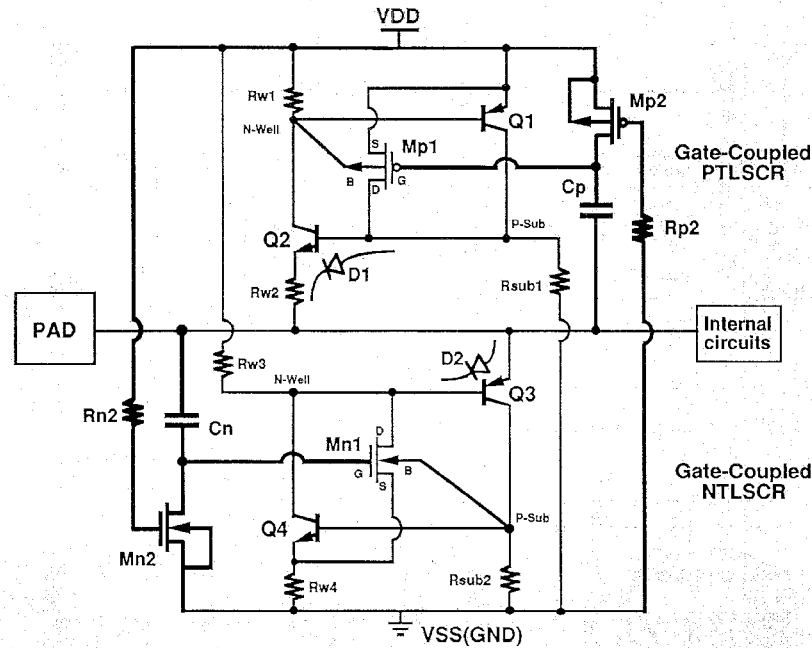 VDD
Rw1
N-Well
Q1
Mp2
S
Mp1
B
G
D
Gate-Coupled
PTLSCR
Cp
P-Sub
Q2
D1
Rp2
Rw2
Rsub1
PAD
Internal
circuits
D2
Rw3
N-Well
Q3
Rn2
Cn
D
Mn1
G
B
S
Gate-Coupled
NTLSCR
P-Sub
Q4
Mn2
Rw4
Rsub2
VSS(GND)